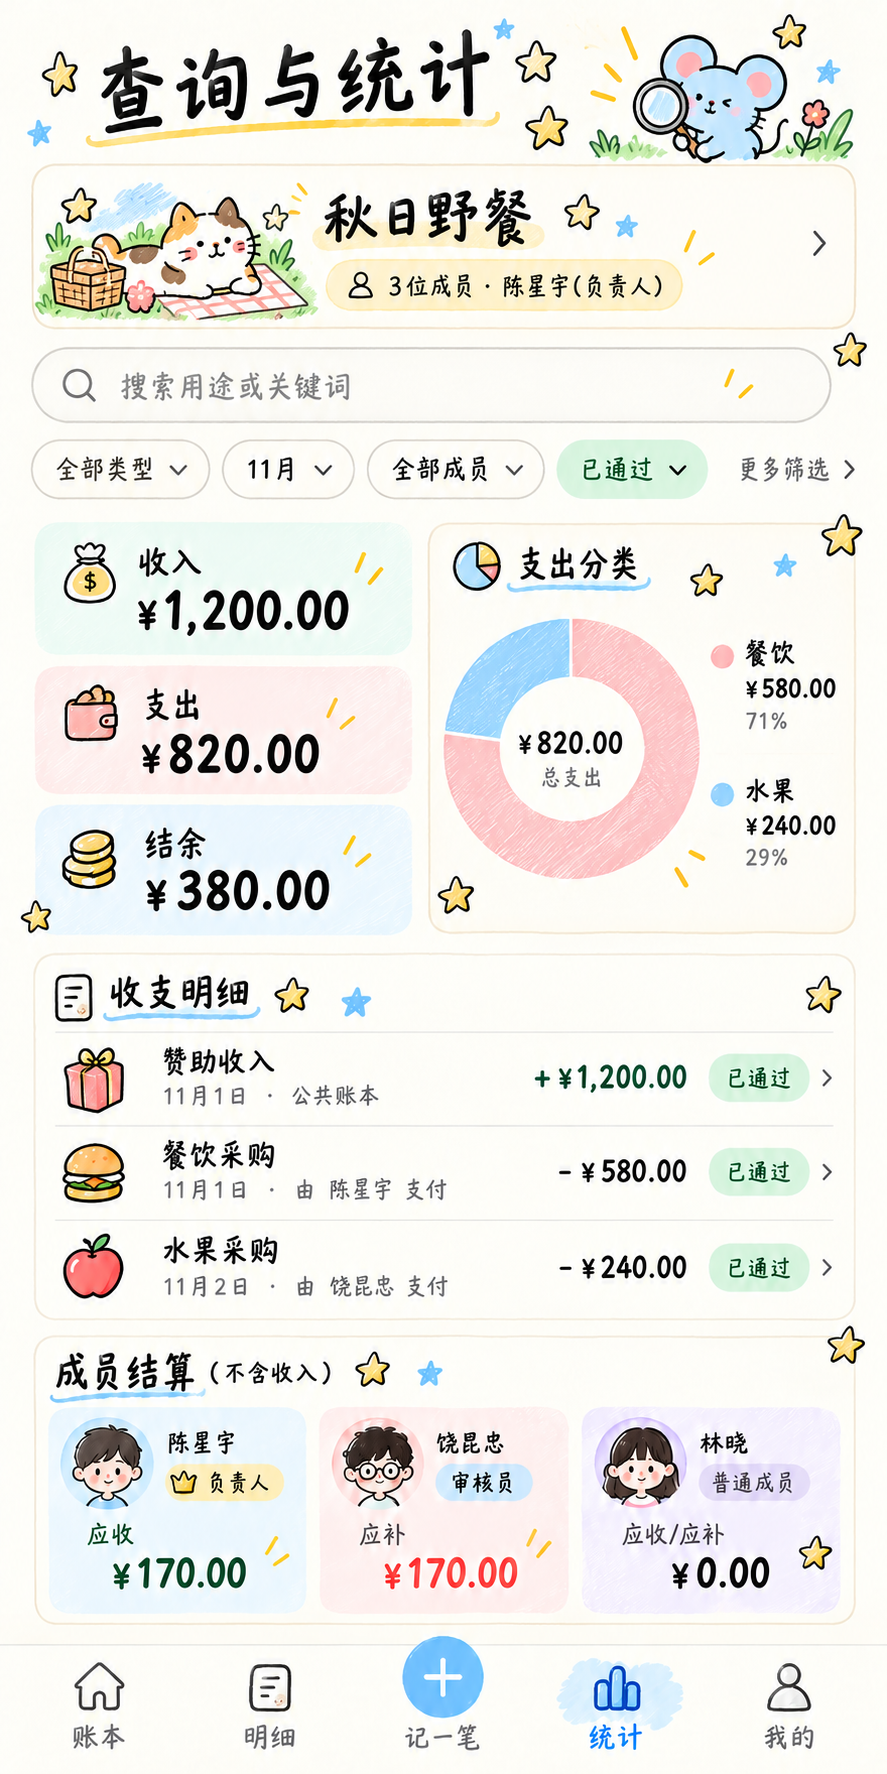 查询与统计
秋日野餐
3位成员 · 陈星宇(负责人)
搜索用途或关键词
全部类型 11月 全部成员 已通过 更多筛选
收入
¥1,200.00
支出
¥820.00
结余
¥380.00
支出分类
¥820.00
总支出
餐饮
¥580.00
71%
水果
¥240.00
29%
收支明细
赞助收入
11月1日 · 公共账本
+¥1,200.00 已通过
餐饮采购
11月1日 · 由 陈星宇 支付
-¥580.00 已通过
水果采购
11月2日 · 由 饶昆忠 支付
-¥240.00 已通过
成员结算(不含收入)
陈星宇
负责人
应收
¥170.00
饶昆忠
审核员
应补
¥170.00
林晓
普通成员
应收/应补
¥0.00
账本 明细 记一笔 统计 我的